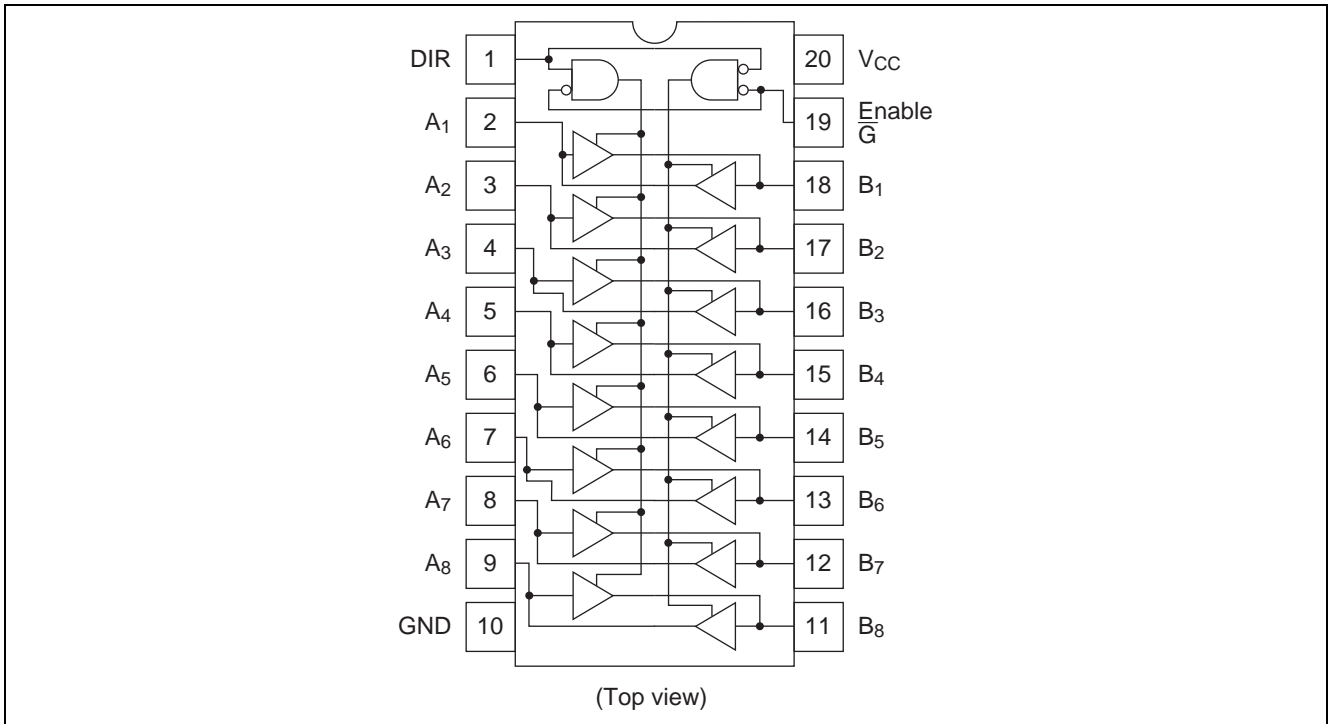 DIR 1 20 VCC
A1 2 19 Enable G̅
A2 3 18 B1
A3 4 17 B2
A4 5 16 B3
A5 6 15 B4
A6 7 14 B5
A7 8 13 B6
A8 9 12 B7
GND 10 11 B8
(Top view)